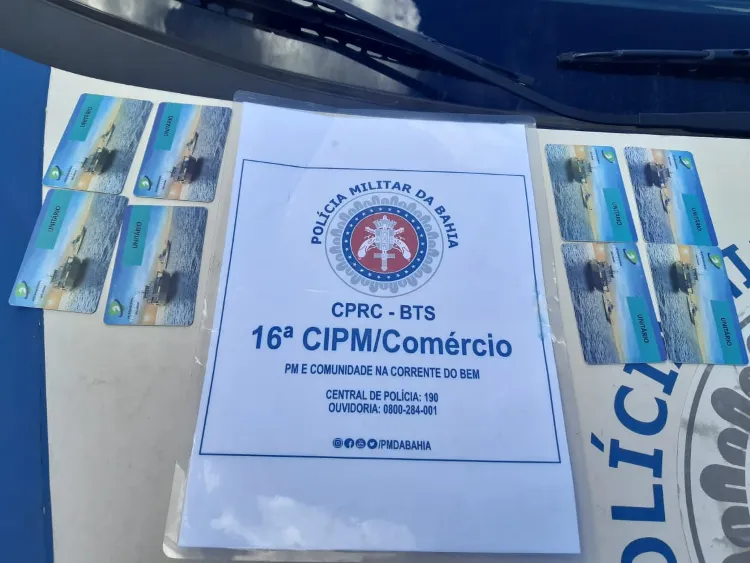 UNITÁRIO
UNITÁRIO
UNITÁRIO
UNITÁRIO
POLÍCIA MILITAR DA BAHIA
CPRC - BTS
16ª CIPM/Comércio
PM E COMUNIDADE NA CORRENTE DO BEM
CENTRAL DE POLÍCIA: 190
OUVIDORIA: 0800-284-001
/PMDABAHIA
UNITÁRIO
UNITÁRIO
UNITÁRIO
UNITÁRIO
POLÍCIA MI